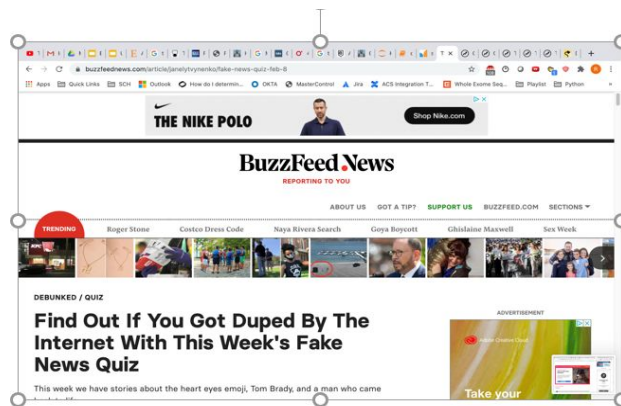 buzzfeednews.com/article/janelytvynenko/fake-news-quiz-feb-8
Apps Quick Links SCH Outlook How do I determin... OKTA MasterControl Jira ACS Integration T... Whole Exome Seq... Playlist Python
THE NIKE POLO
Shop Nike.com
BuzzFeed News
REPORTING TO YOU
ABOUT US GOT A TIP? SUPPORT US BUZZFEED.COM SECTIONS
TRENDING Roger Stone Costco Dress Code Naya Rivera Search Goya Boycott Ghislaine Maxwell Sex Week
DEBUNKED / QUIZ
Find Out If You Got Duped By The
Internet With This Week's Fake
News Quiz
ADVERTISEMENT
Adobe Creative Cloud
Take your
This week we have stories about the heart eyes emoji, Tom Brady, and a man who came